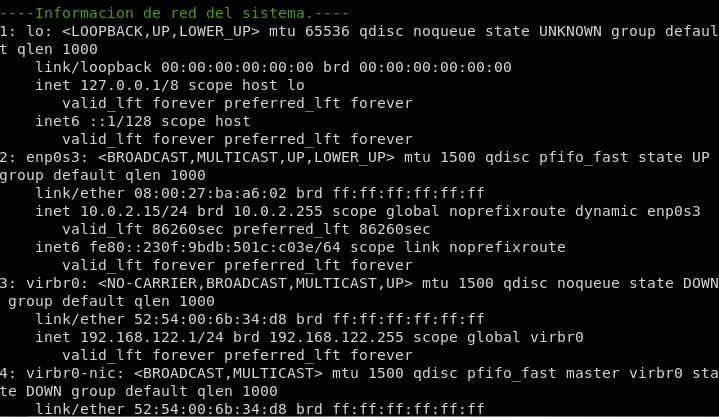 ----Informacion de red del sistema.----
1: lo: <LOOPBACK,UP,LOWER_UP> mtu 65536 qdisc noqueue state UNKNOWN group defaul
t qlen 1000
    link/loopback 00:00:00:00:00:00 brd 00:00:00:00:00:00
    inet 127.0.0.1/8 scope host lo
       valid_lft forever preferred_lft forever
    inet6 ::1/128 scope host
       valid_lft forever preferred_lft forever
2: enp0s3: <BROADCAST,MULTICAST,UP,LOWER_UP> mtu 1500 qdisc pfifo_fast state UP
group default qlen 1000
    link/ether 08:00:27:ba:a6:02 brd ff:ff:ff:ff:ff:ff
    inet 10.0.2.15/24 brd 10.0.2.255 scope global noprefixroute dynamic enp0s3
       valid_lft 86260sec preferred_lft 86260sec
    inet6 fe80::230f:9bdb:501c:c03e/64 scope link noprefixroute
       valid_lft forever preferred_lft forever
3: virbr0: <NO-CARRIER,BROADCAST,MULTICAST,UP> mtu 1500 qdisc noqueue state DOWN
 group default qlen 1000
    link/ether 52:54:00:6b:34:d8 brd ff:ff:ff:ff:ff:ff
    inet 192.168.122.1/24 brd 192.168.122.255 scope global virbr0
       valid_lft forever preferred_lft forever
4: virbr0-nic: <BROADCAST,MULTICAST> mtu 1500 qdisc pfifo_fast master virbr0 sta
te DOWN group default qlen 1000
    link/ether 52:54:00:6b:34:d8 brd ff:ff:ff:ff:ff:ff